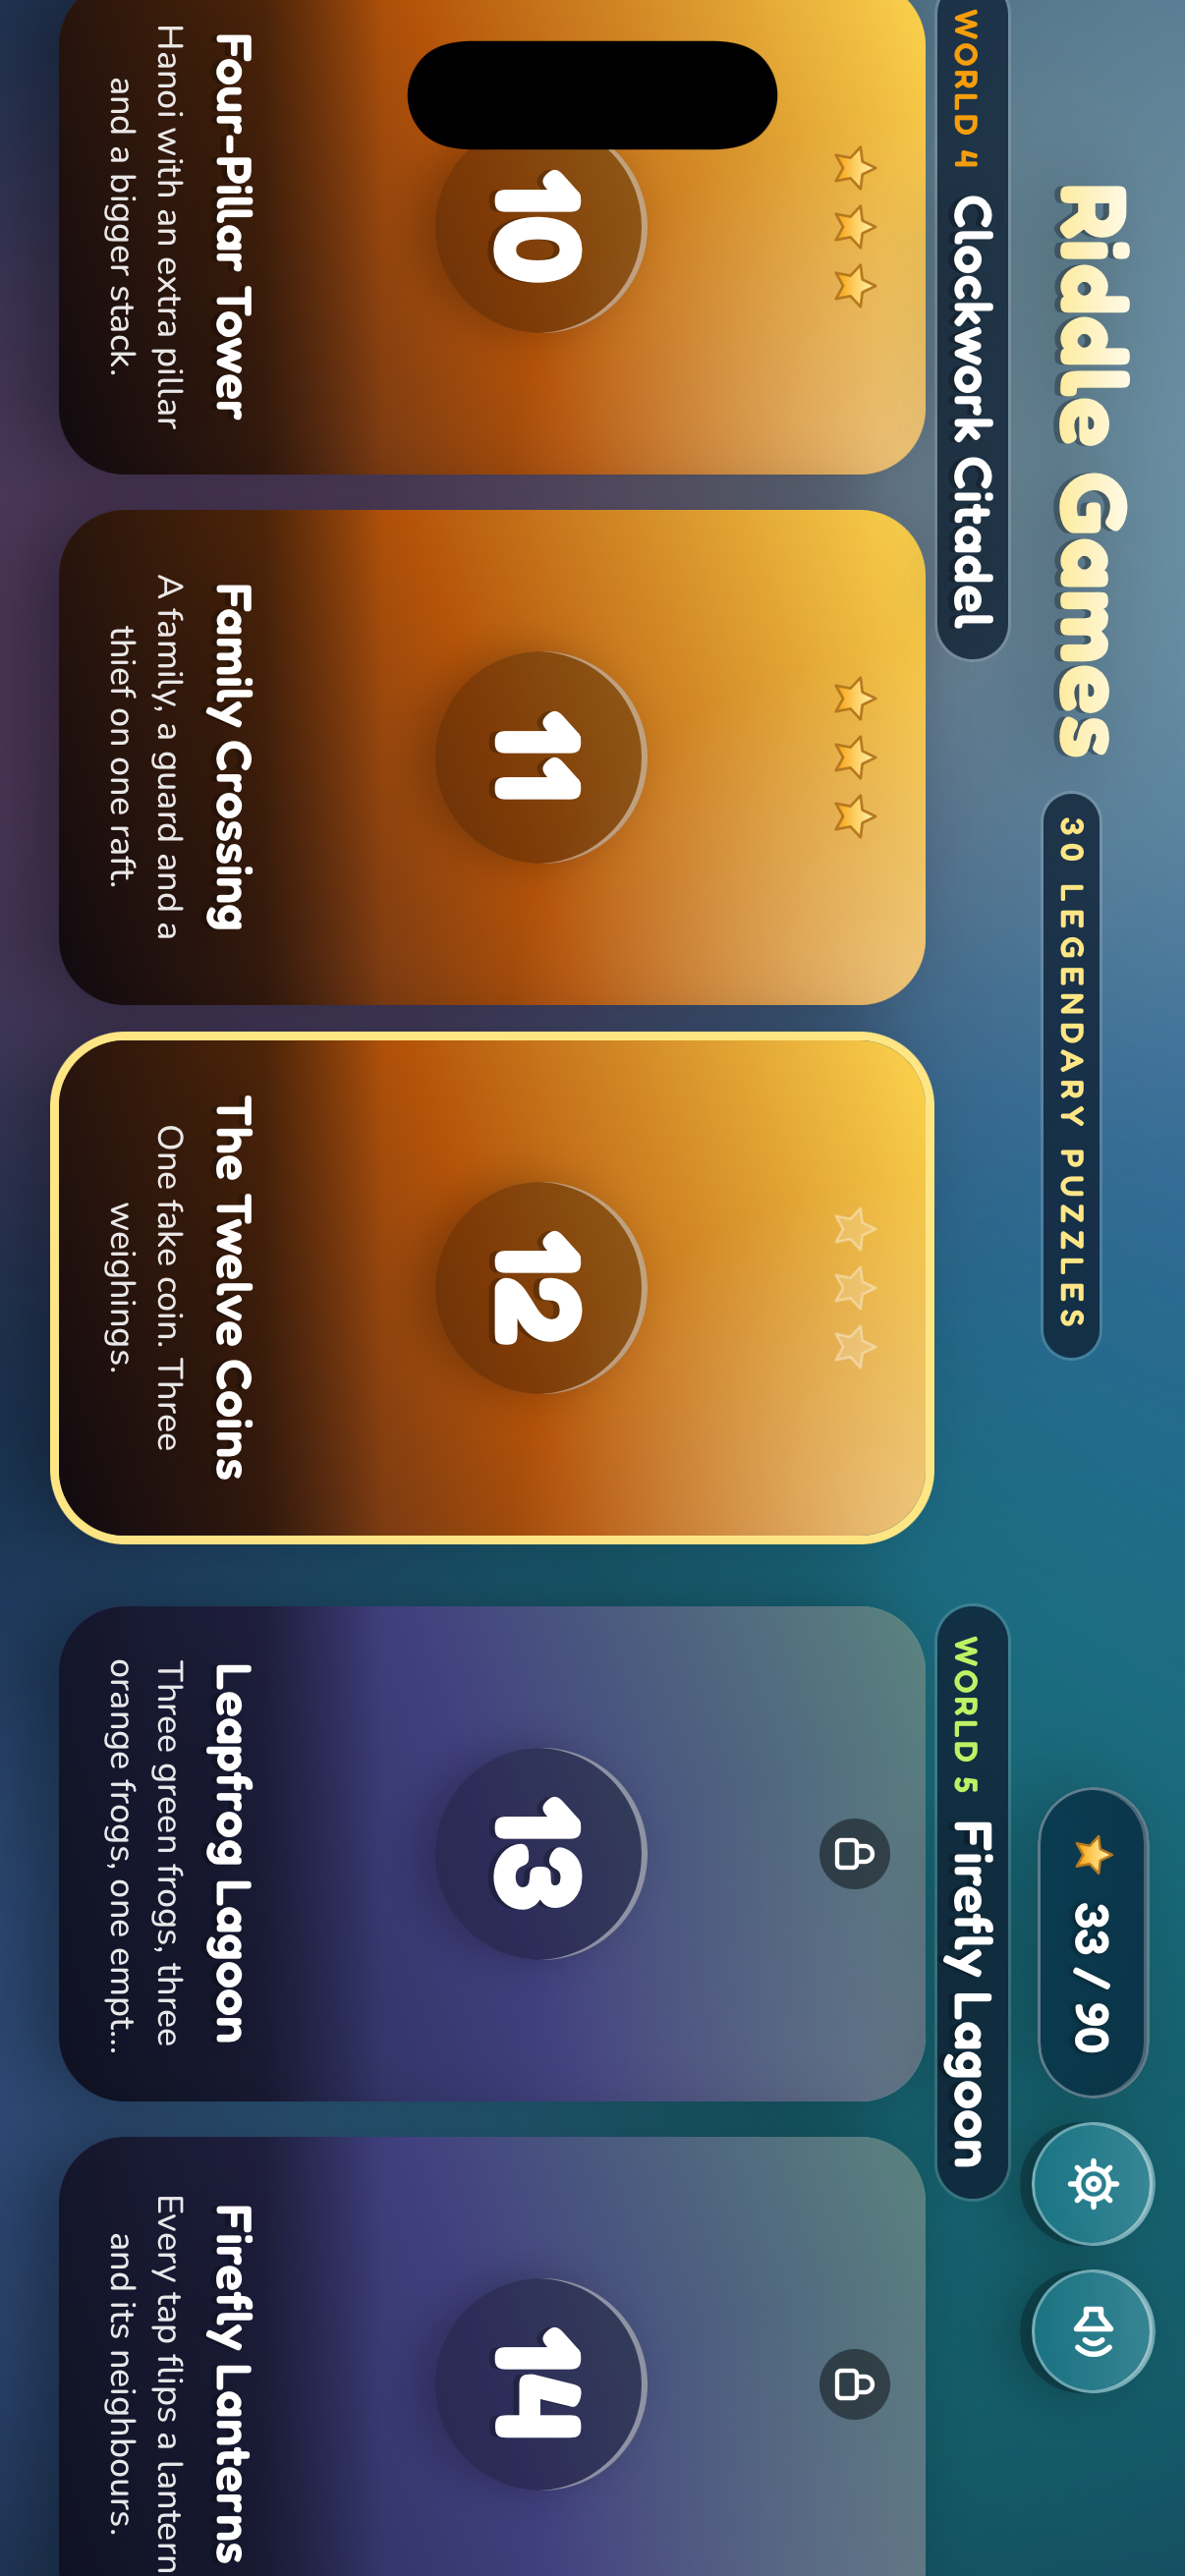 Riddle Games
30 LEGENDARY PUZZLES
33 / 90
WORLD 4 Clockwork Citadel
10
Four-Pillar Tower
Hanoi with an extra pillar
and a bigger stack.
11
Family Crossing
A family, a guard and a
thief on one raft.
12
The Twelve Coins
One fake coin. Three
weighings.
WORLD 5 Firefly Lagoon
13
Leapfrog Lagoon
Three green frogs, three
orange frogs, one empt...
14
Firefly Lanterns
Every tap flips a lantern
and its neighbours.